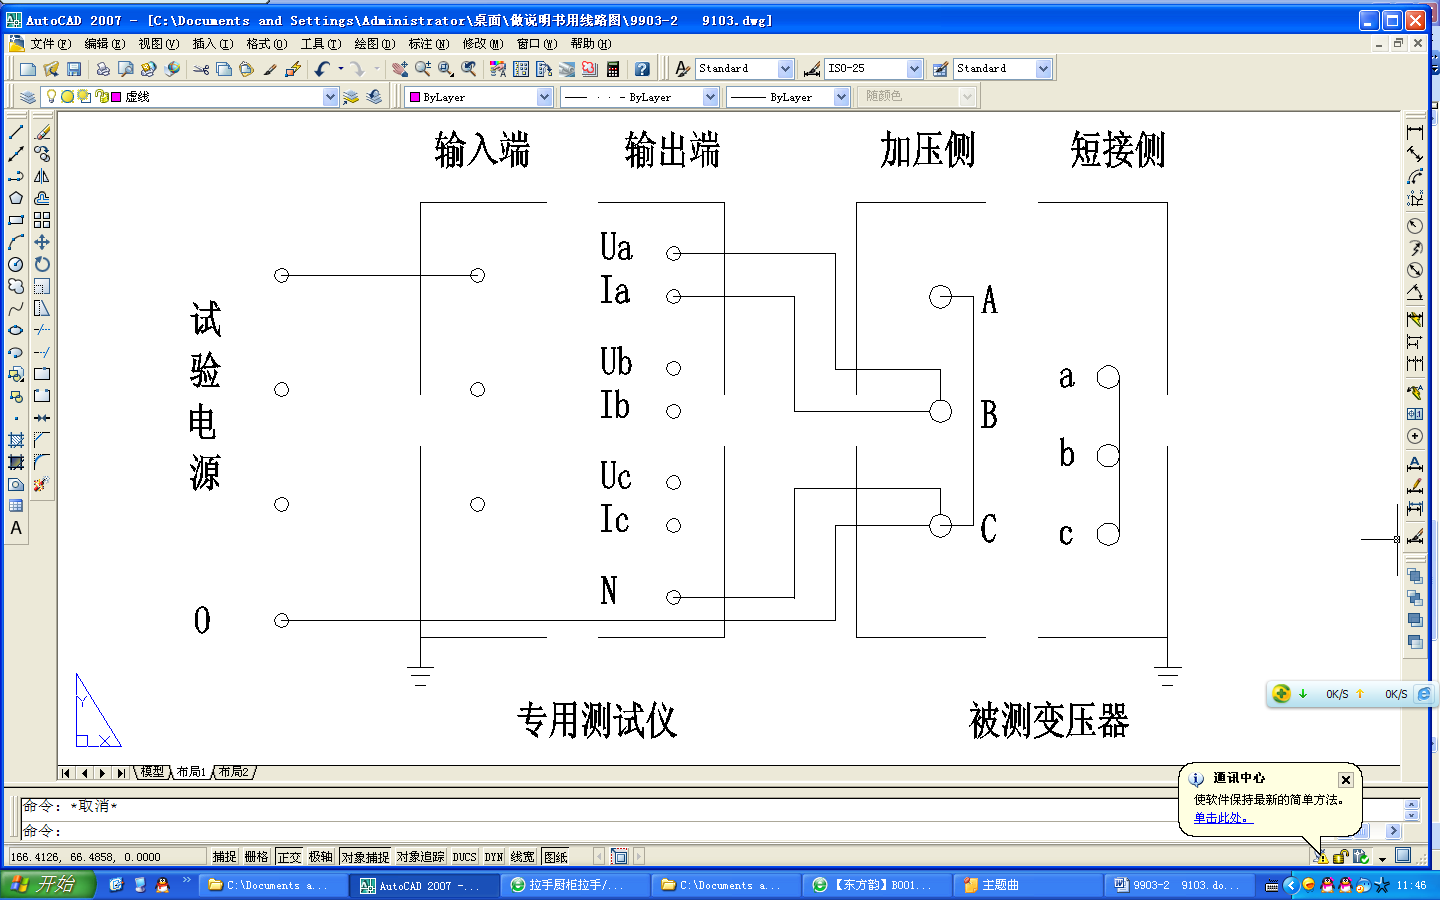 AutoCAD 2007 - [C:\Documents and Settings\Administrator\桌面\做说明书用线路图\9903-2   9103.dwg]
文件(F) 编辑(E) 视图(V) 插入(I) 格式(O) 工具(T) 绘图(D) 标注(N) 修改(M) 窗口(W) 帮助(H)
Standard ISO-25 Standard
虚线 ByLayer ByLayer ByLayer 随颜色
输入端 输出端 加压侧 短接侧
试验电源
0
Ua
Ia
Ub
Ib
Uc
Ic
N
A
B
C
a
b
c
专用测试仪 被测变压器
Y
X
A
0K/S 0K/S
模型 布局1 布局2
通讯中心
使软件保持最新的简单方法。
单击此处。
命令: *取消*
命令:
166.4126, 66.4858, 0.0000 捕捉 栅格 正交 极轴 对象捕捉 对象追踪 DUCS DYN 线宽 图纸
开始 C:\Documents a... AutoCAD 2007 -... 拉手厨柜拉手/... C:\Documents a... 【东方韵】B001... 主题曲 9903-2  9103.do... 11:46